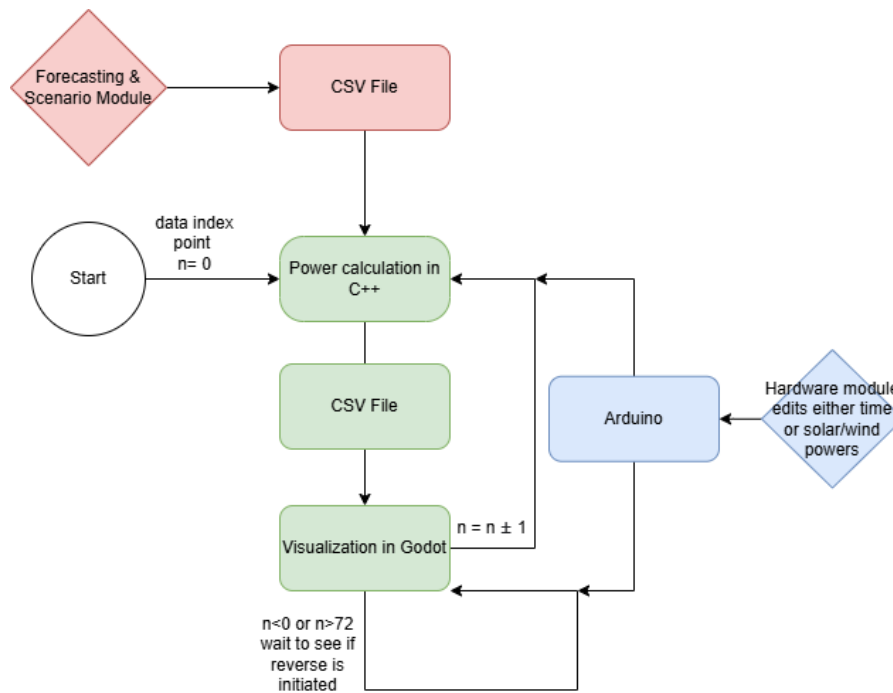 Forecasting &
Scenario Module
CSV File
data index
point
n= 0
Start
Power calculation in
C++
CSV File
Arduino
Hardware module
edits either time
or solar/wind
powers
Visualization in Godot
n = n ± 1
n<0 or n>72
wait to see if
reverse is
initiated